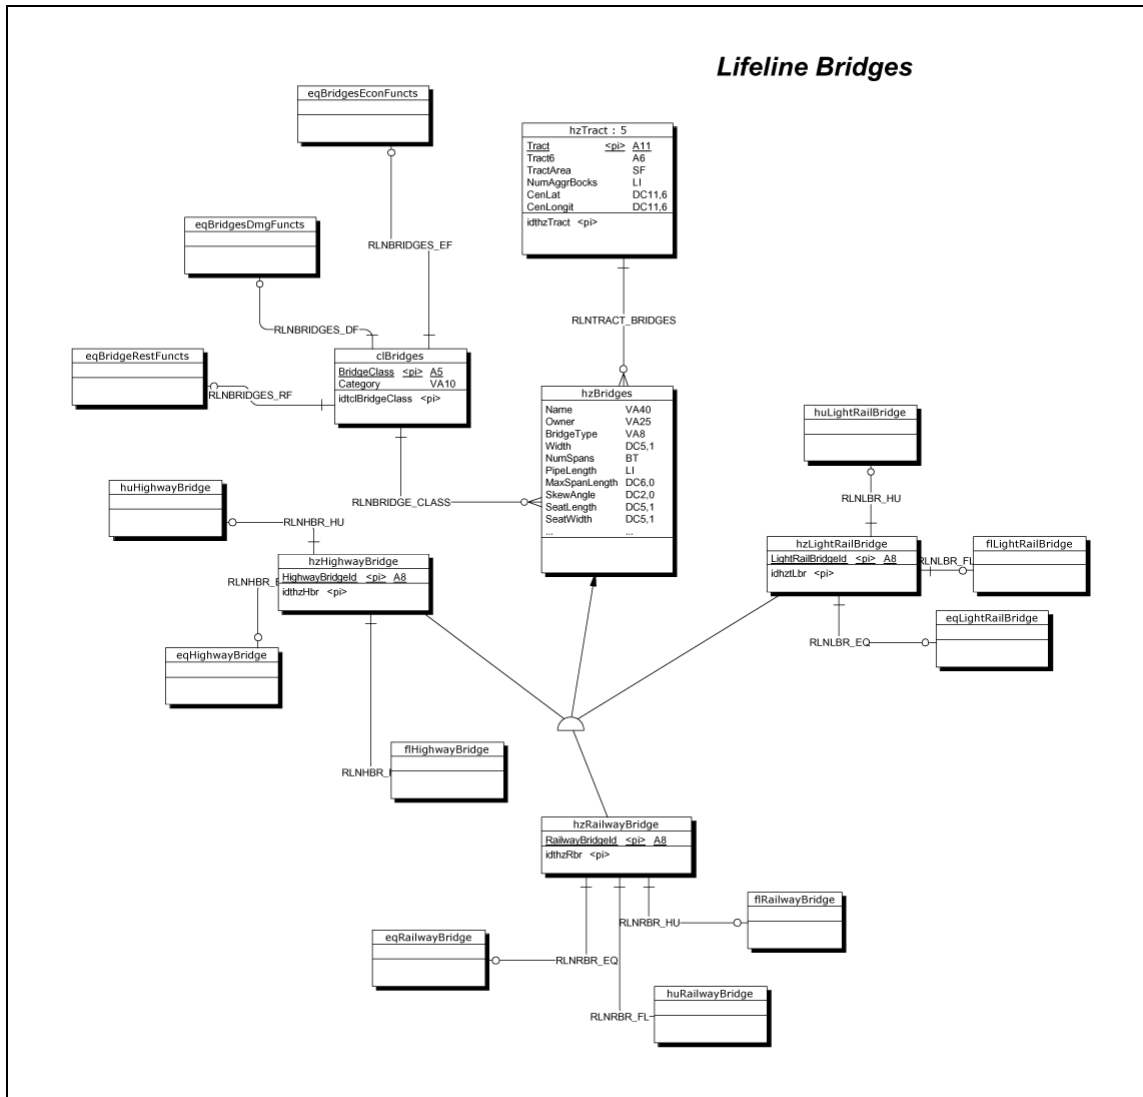 Lifeline Bridges
eqBridgesEconFuncts
hzTract : 5
Tract <pi> A11
Tract6 A6
TractArea SF
NumAggrBocks LI
CenLat DC11,6
CenLongit DC11,6
idthzTract <pi>
eqBridgesDmgFuncts
RLNBRIDGES_EF
RLNTRACT_BRIDGES
RLNBRIDGES_DF
eqBridgeRestFuncts
RLNBRIDGES_RF
clBridges
BridgeClass <pi> A5
Category VA10
idtclBridgeClass <pi>
hzBridges
Name VA40
Owner VA25
BridgeType VA8
Width DC5,1
NumSpans BT
PipeLength LI
MaxSpanLength DC6,0
SkewAngle DC2,0
SeatLength DC5,1
SeatWidth DC5,1
... ...
huLightRailBridge
RLNBRIDGE_CLASS
RLNLBR_HU
huHighwayBridge
RLNHBR_HU
hzHighwayBridge
HighwayBridgeId <pi> A8
idthzHbr <pi>
hzLightRailBridge
LightRailBridgeId <pi> A8
idhztLbr <pi>
RLNLBR_FL
flLightRailBridge
eqLightRailBridge
RLNLBR_EQ
eqHighwayBridge
flHighwayBridge
hzRailwayBridge
RailwayBridgeId <pi> A8
idthzRbr <pi>
flRailwayBridge
RLNRBR_HU
eqRailwayBridge
RLNRBR_EQ
huRailwayBridge
RLNRBR_FL